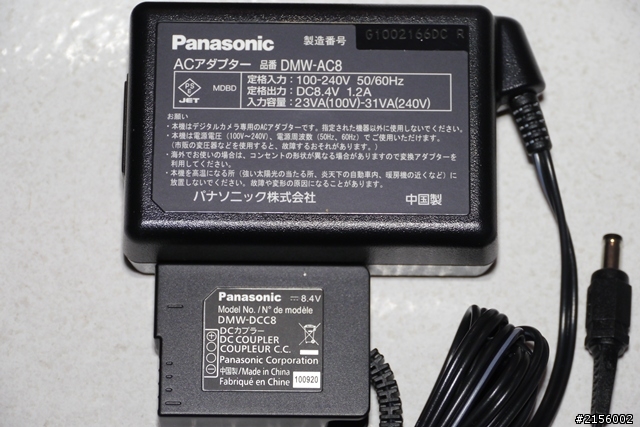 Panasonic 製造番号 G1002166DC R
ACアダプター 品番 DMW-AC8
PS E JET
MDBD
定格入力：100-240V 50/60Hz
定格出力：DC8.4V 1.2A
入力容量：23VA(100V)-31VA(240V)
お願い
・本機はデジタルカメラ専用のACアダプターです。指定された機器以外に使用しないでください。
・本機は電源電圧（100V〜240V）、電源周波数（50Hz, 60Hz）でご使用いただけます。
（市販の変圧器などを使用すると、故障するおそれがあります。）
・海外でお使いの場合は、コンセントの形状が異なる場合がありますので変換アダプターを
利用してください。
・本機を高温になる所（強い太陽光の当たる所、炎天下の自動車内、暖房機の近くなど）に
放置しないでください。故障や変形の原因になることがあります。
パナソニック株式会社 中国製
Panasonic ⎓ 8.4V
Model No. / N° de modèle
DMW-DCC8
DCカプラー
DC COUPLER
COUPLEUR C.C.
Panasonic Corporation
中国製/Made in China
Fabriqué en Chine 100920
#2156002